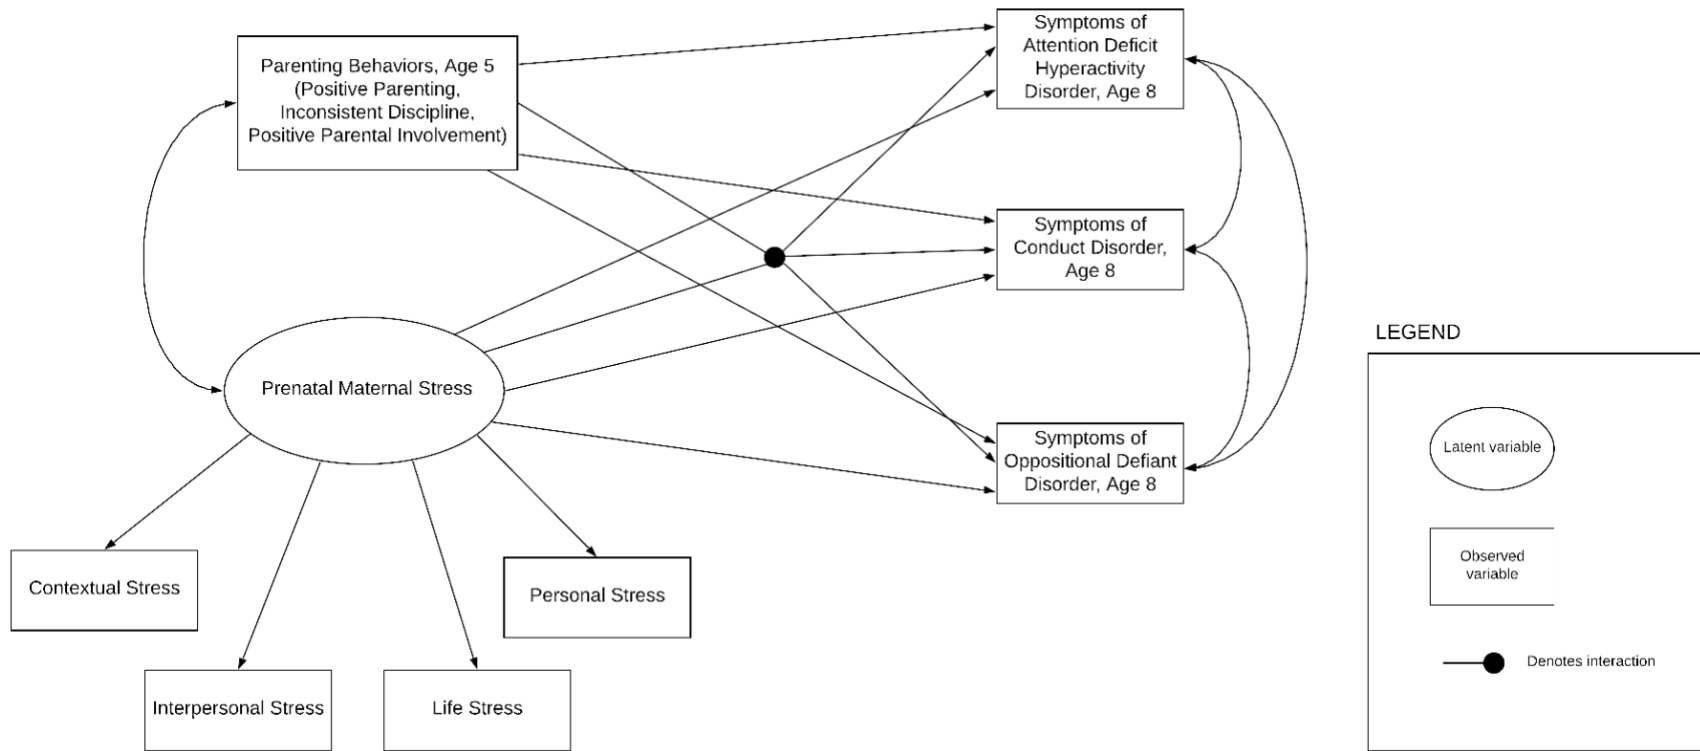 Parenting Behaviors, Age 5
(Positive Parenting,
Inconsistent Discipline,
Positive Parental Involvement)
Symptoms of
Attention Deficit
Hyperactivity
Disorder, Age 8
Symptoms of
Conduct Disorder,
Age 8
Prenatal Maternal Stress
Symptoms of
Oppositional Defiant
Disorder, Age 8
Contextual Stress
Personal Stress
Interpersonal Stress
Life Stress
LEGEND
Latent variable
Observed
variable
Denotes interaction